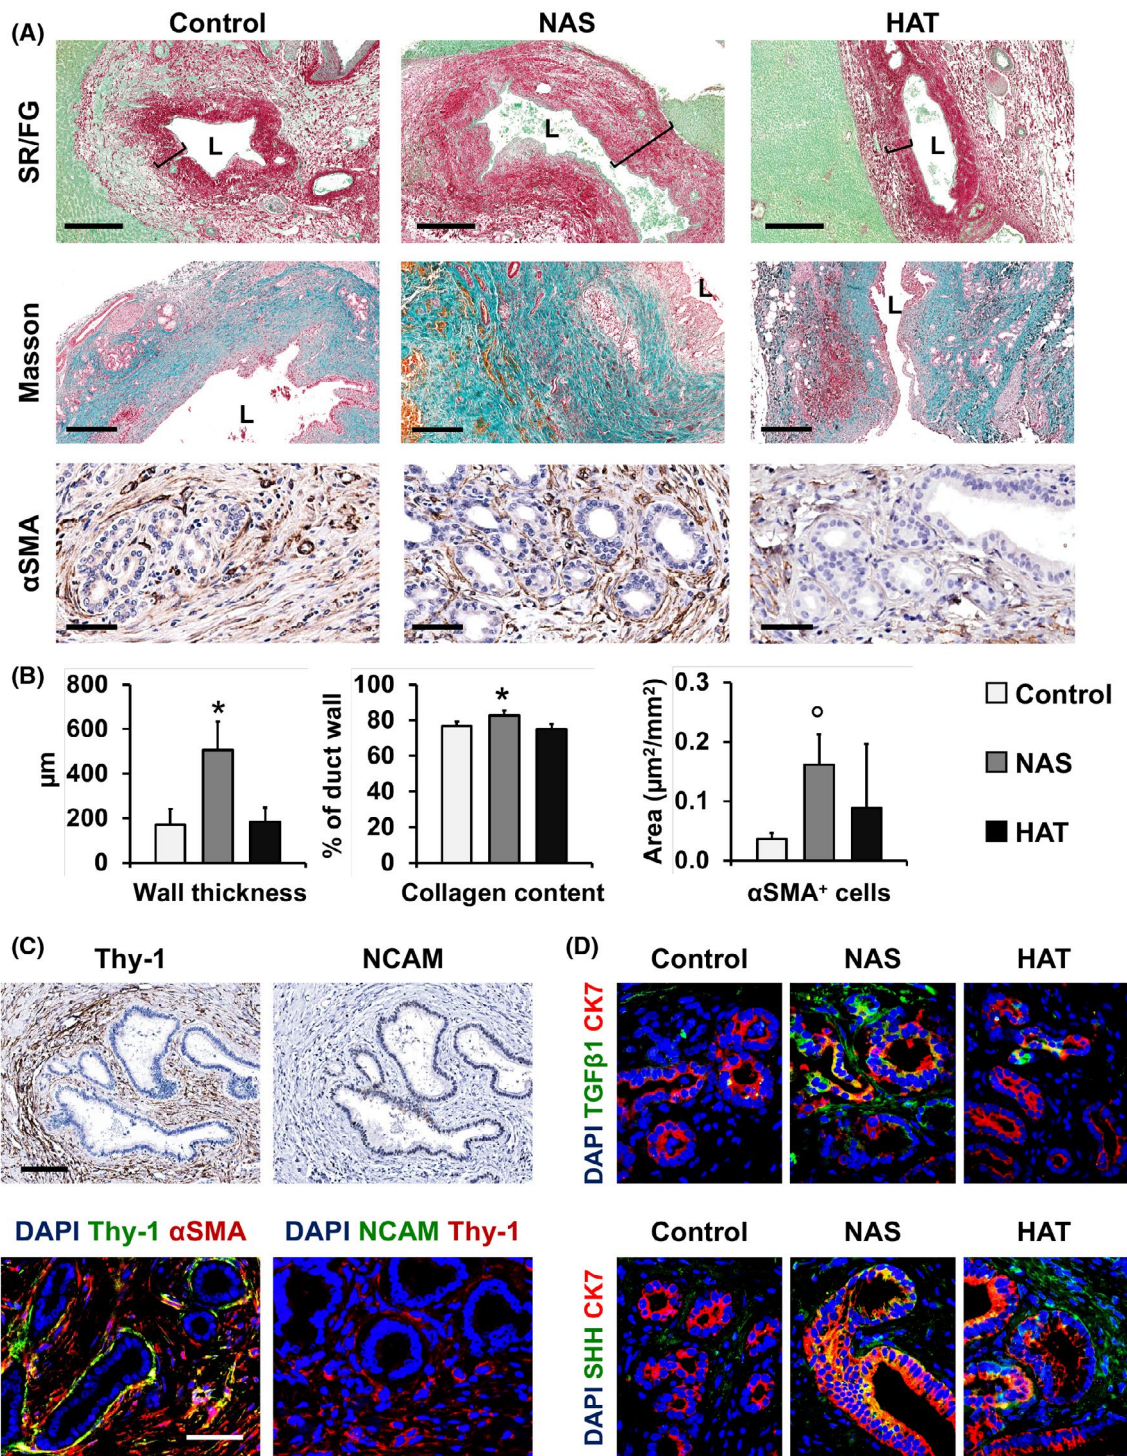 (A)
Control NAS HAT
SR/FG
L L L
Masson
L L L
αSMA
(B)
800
600
400
200
0
μm
*
Wall thickness
100
80
60
40
20
0
% of duct wall
*
Collagen content
0.3
0.2
0.1
0.0
Area (μm²/mm²)
°
αSMA⁺ cells
Control
NAS
HAT
(C)
Thy-1 NCAM
DAPI Thy-1 αSMA
DAPI NCAM Thy-1
(D)
Control NAS HAT
DAPI TGFβ1 CK7
Control NAS HAT
DAPI SHH CK7